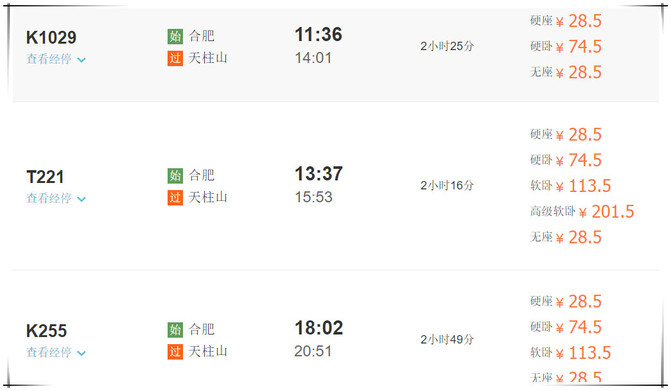 K1029 始 合肥 11:36 2小时25分 硬座 ¥ 28.5
查看经停 过 天柱山 14:01 硬卧 ¥ 74.5
无座 ¥ 28.5
硬座 ¥ 28.5
硬卧 ¥ 74.5
T221 始 合肥 13:37 2小时16分 软卧 ¥ 113.5
查看经停 过 天柱山 15:53 高级软卧 ¥ 201.5
无座 ¥ 28.5
硬座 ¥ 28.5
K255 始 合肥 18:02 2小时49分 硬卧 ¥ 74.5
查看经停 过 天柱山 20:51 软卧 ¥ 113.5
无座 ¥ 28.5